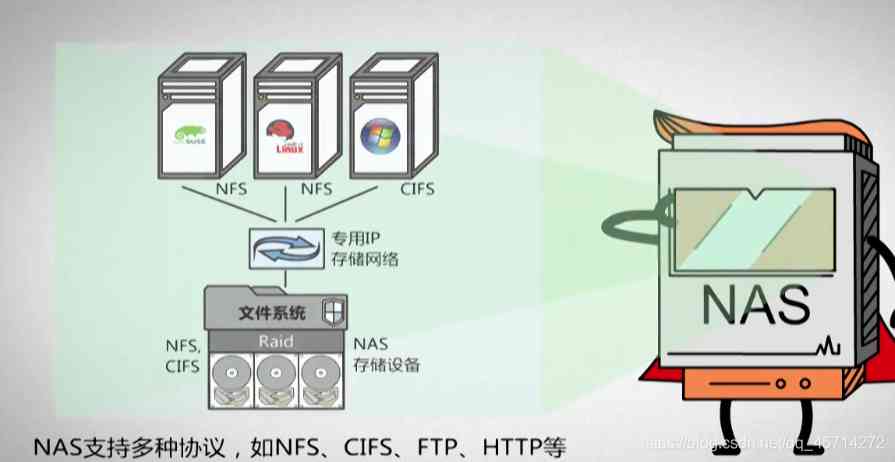 SUSE
LINUX
NFS
NFS
CIFS
专用IP
存储网络
文件系统
Raid
NFS,
CIFS
NAS
存储设备
NAS
NAS支持多种协议，如NFS、CIFS、FTP、HTTP等
https://blog.csdn.net/qq_45714272